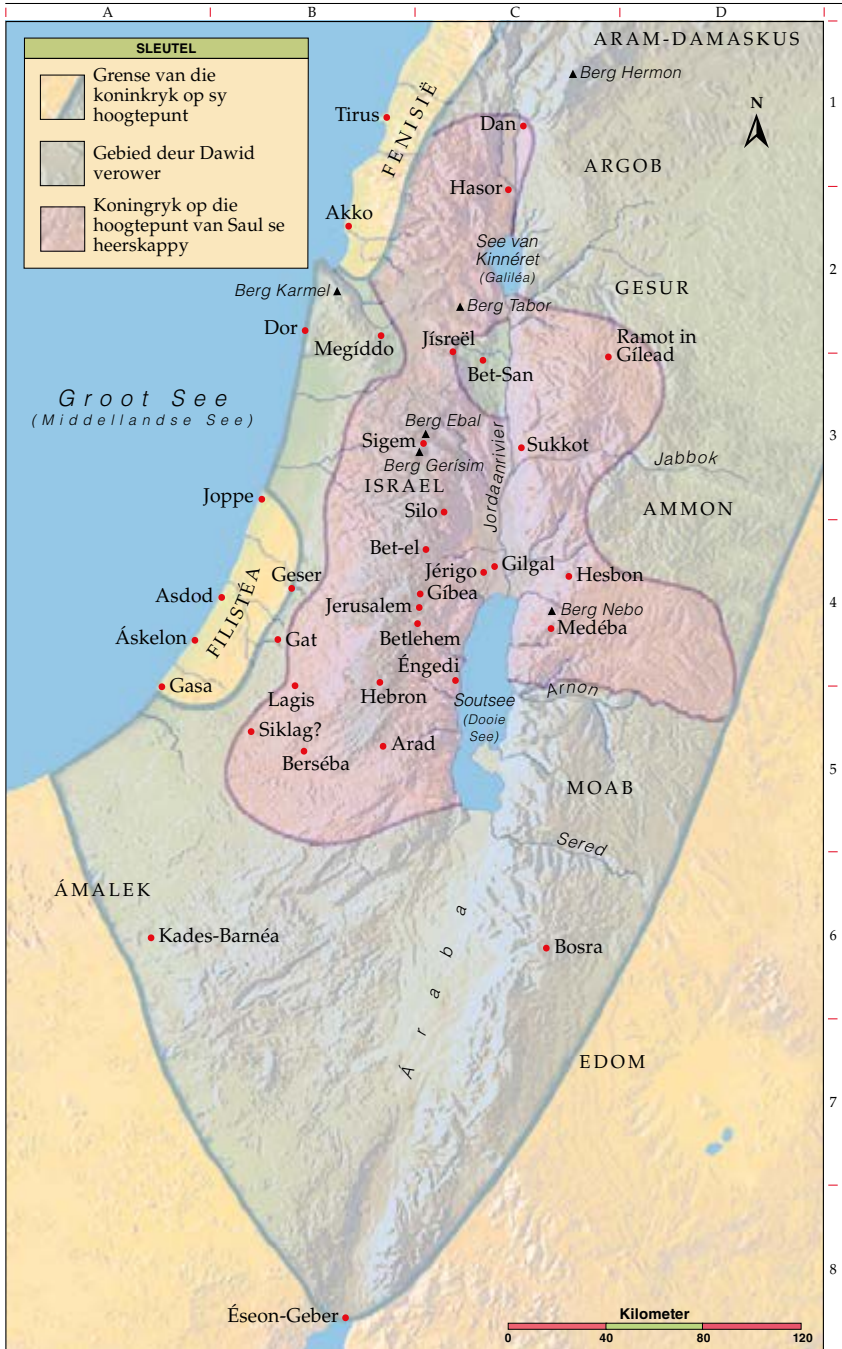 A
B
C
D
SLEUTEL
Grense van die
koninkryk op sy
hoogtepunt
Gebied deur Dawid
verower
Koningryk op die
hoogtepunt van Saul se
heerskappy
ARAM-DAMASKUS
Berg Hermon
1
N
Tirus
FENISIË
Dan
ARGOB
Hasor
Akko
See van
Kinnéret
(Galiléa)
2
Berg Karmel
GESUR
Berg Tabor
Dor
Megíddo
Jísreël
Ramot in
Gílead
Bet-San
Groot See
(Middellandse See)
Berg Ebal
3
Sigem
Berg Gerísim
Jordaanrivier
Sukkot
Jabbok
ISRAEL
Joppe
Silo
AMMON
Bet-el
Jérigo
Gilgal
Hesbon
Geser
Gíbea
4
Asdod
FILISTÉA
Jerusalem
Berg Nebo
Medéba
Áskelon
Gat
Betlehem
Éngedi
Gasa
Lagis
Hebron
Soutsee
(Dooie
See)
Arnon
Siklag?
Berséba
Arad
5
MOAB
Sered
ÁMALEK
Kades-Barnéa
6
Bosra
Áraba
EDOM
7
8
Éseon-Geber
Kilometer
0
40
80
120